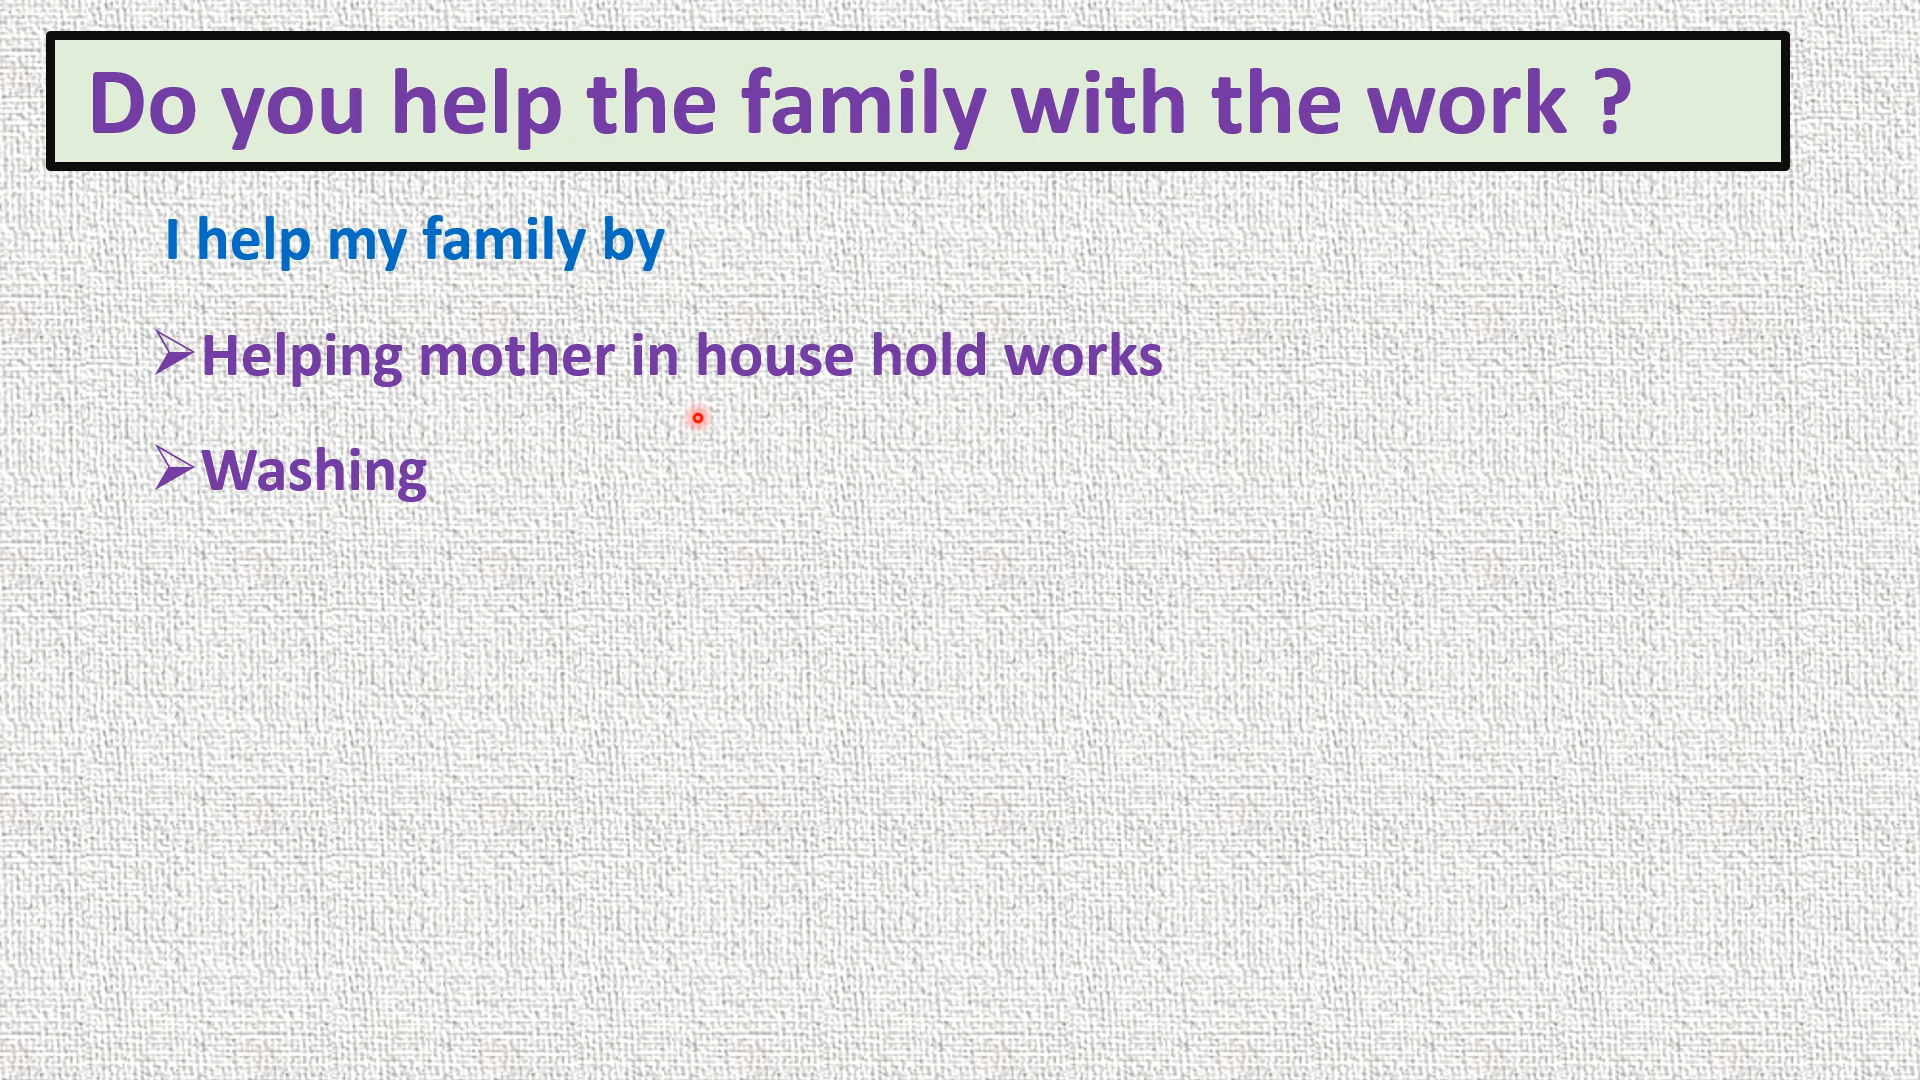 Do you help the family with the work ?
I help my family by
➢Helping mother in house hold works
➢Washing